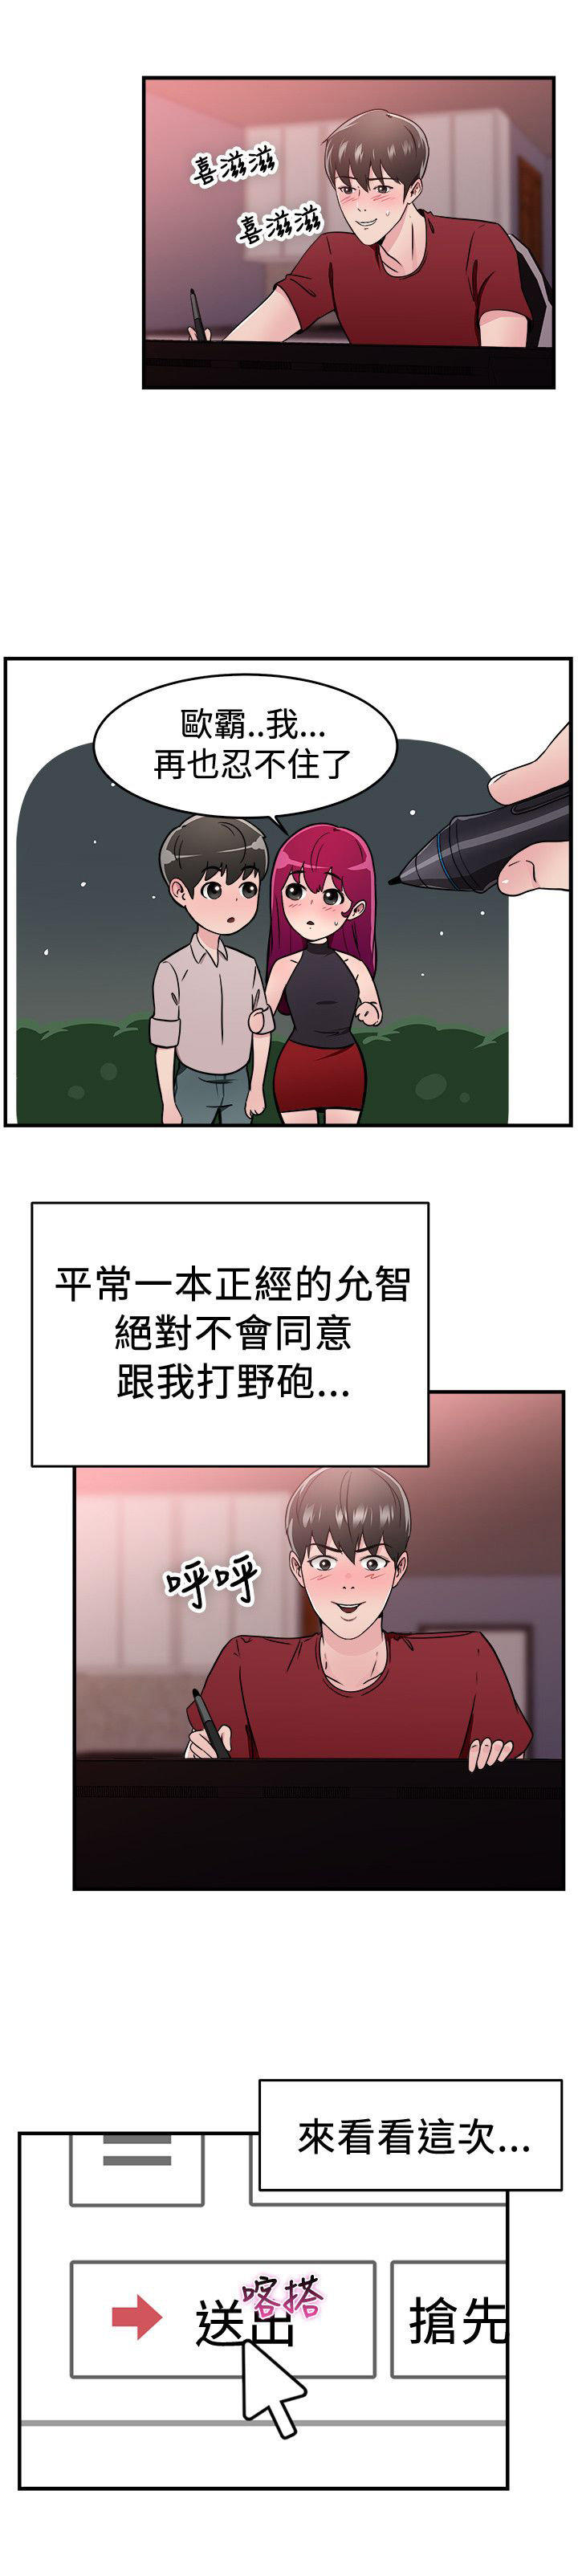 喜滋滋
喜滋滋
歐霸..我...
再也忍不住了
平常一本正經的允智
絕對不會同意
跟我打野砲...
呼呼
來看看這次...
喀搭
送出
搶先